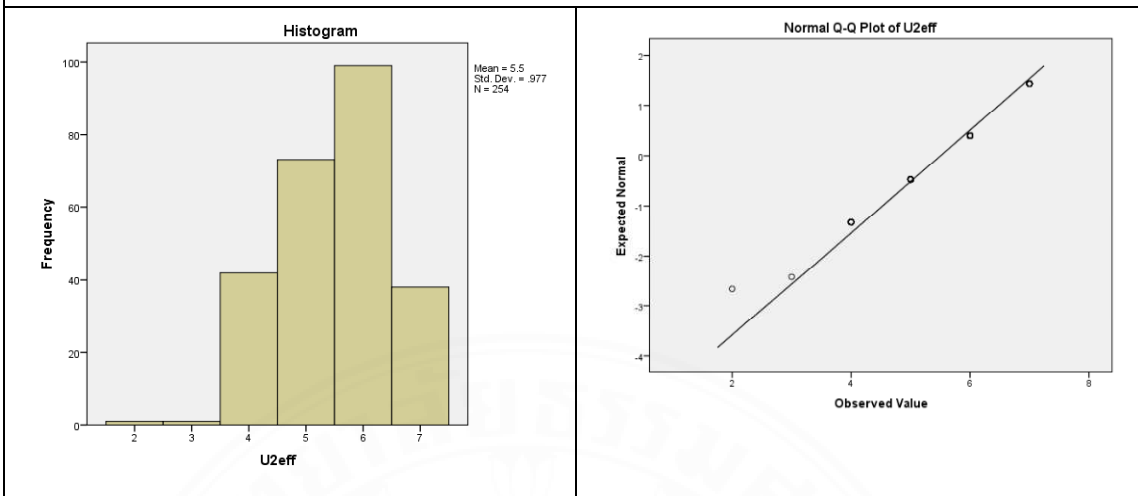 Histogram
Mean = 5.5
Std. Dev. = .977
N = 254
Frequency
100
80
60
40
20
0
2 3 4 5 6 7
U2eff
Normal Q-Q Plot of U2eff
Expected Normal
2
1
0
-1
-2
-3
-4
2 4 6 8
Observed Value